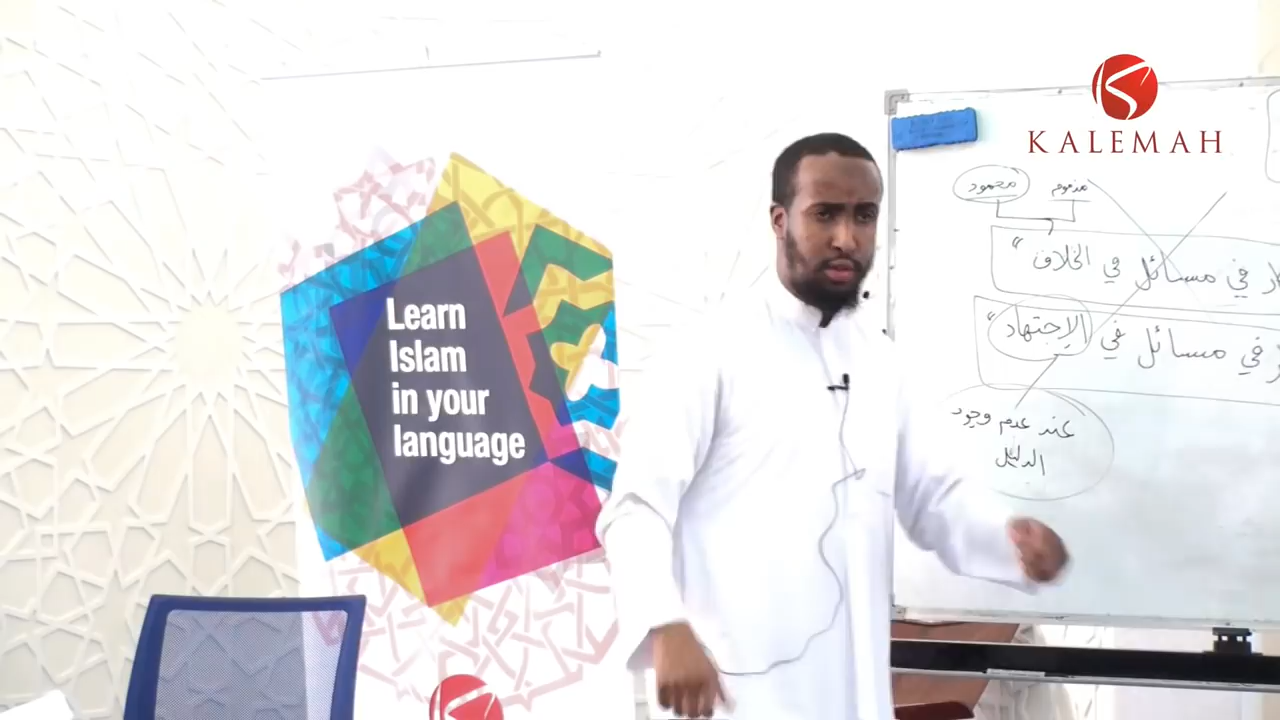 KALEMAH
Learn
Islam
in your
language
محمود مذموم
في مسائل في الخلاف"
في مسائل في الإجتهاد"
عند عدم وجود
الدليل